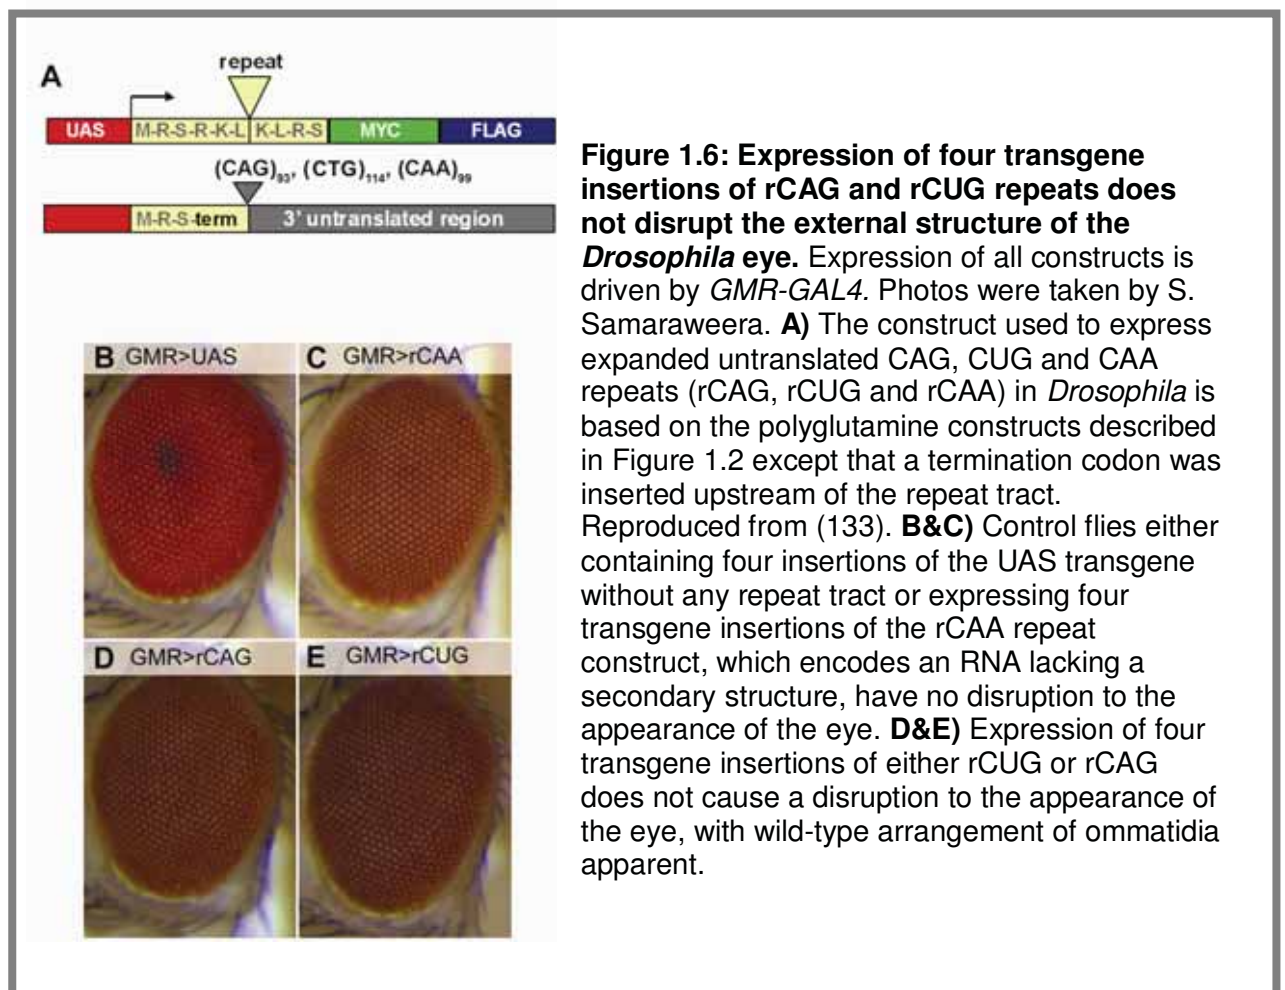 A
repeat
UAS M-R-S-R-K-L K-L-R-S MYC FLAG
(CAG)93, (CTG)114, (CAA)99
M-R-S-term 3' untranslated region
B GMR>UAS C GMR>rCAA
D GMR>rCAG E GMR>rCUG
Figure 1.6: Expression of four transgene
insertions of rCAG and rCUG repeats does
not disrupt the external structure of the
Drosophila eye. Expression of all constructs is
driven by GMR-GAL4. Photos were taken by S.
Samaraweera. A) The construct used to express
expanded untranslated CAG, CUG and CAA
repeats (rCAG, rCUG and rCAA) in Drosophila is
based on the polyglutamine constructs described
in Figure 1.2 except that a termination codon was
inserted upstream of the repeat tract.
Reproduced from (133). B&C) Control flies either
containing four insertions of the UAS transgene
without any repeat tract or expressing four
transgene insertions of the rCAA repeat
construct, which encodes an RNA lacking a
secondary structure, have no disruption to the
appearance of the eye. D&E) Expression of four
transgene insertions of either rCUG or rCAG
does not cause a disruption to the appearance of
the eye, with wild-type arrangement of ommatidia
apparent.